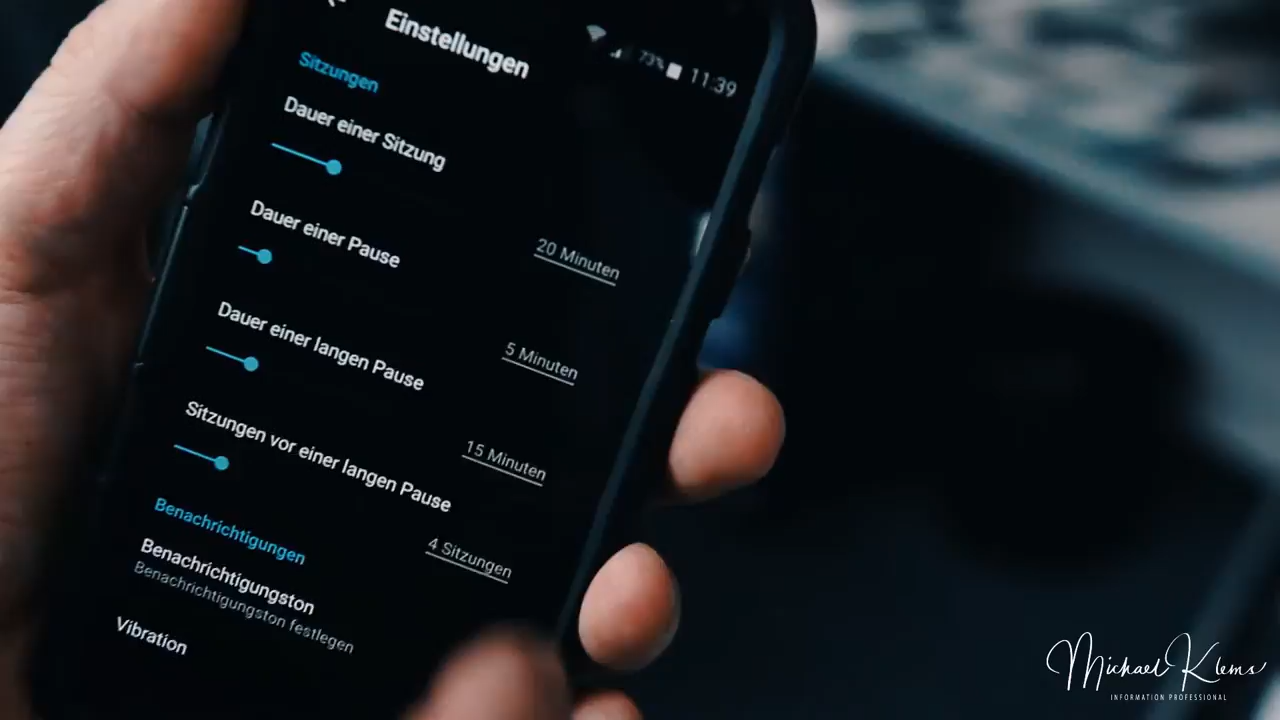 73% 11:39
Einstellungen
Sitzungen
Dauer einer Sitzung
20 Minuten
Dauer einer Pause
5 Minuten
Dauer einer langen Pause
15 Minuten
Sitzungen vor einer langen Pause
4 Sitzungen
Benachrichtigungen
Benachrichtigungston
Benachrichtigungston festlegen
Vibration
Michael Klems
INFORMATION PROFESSIONAL